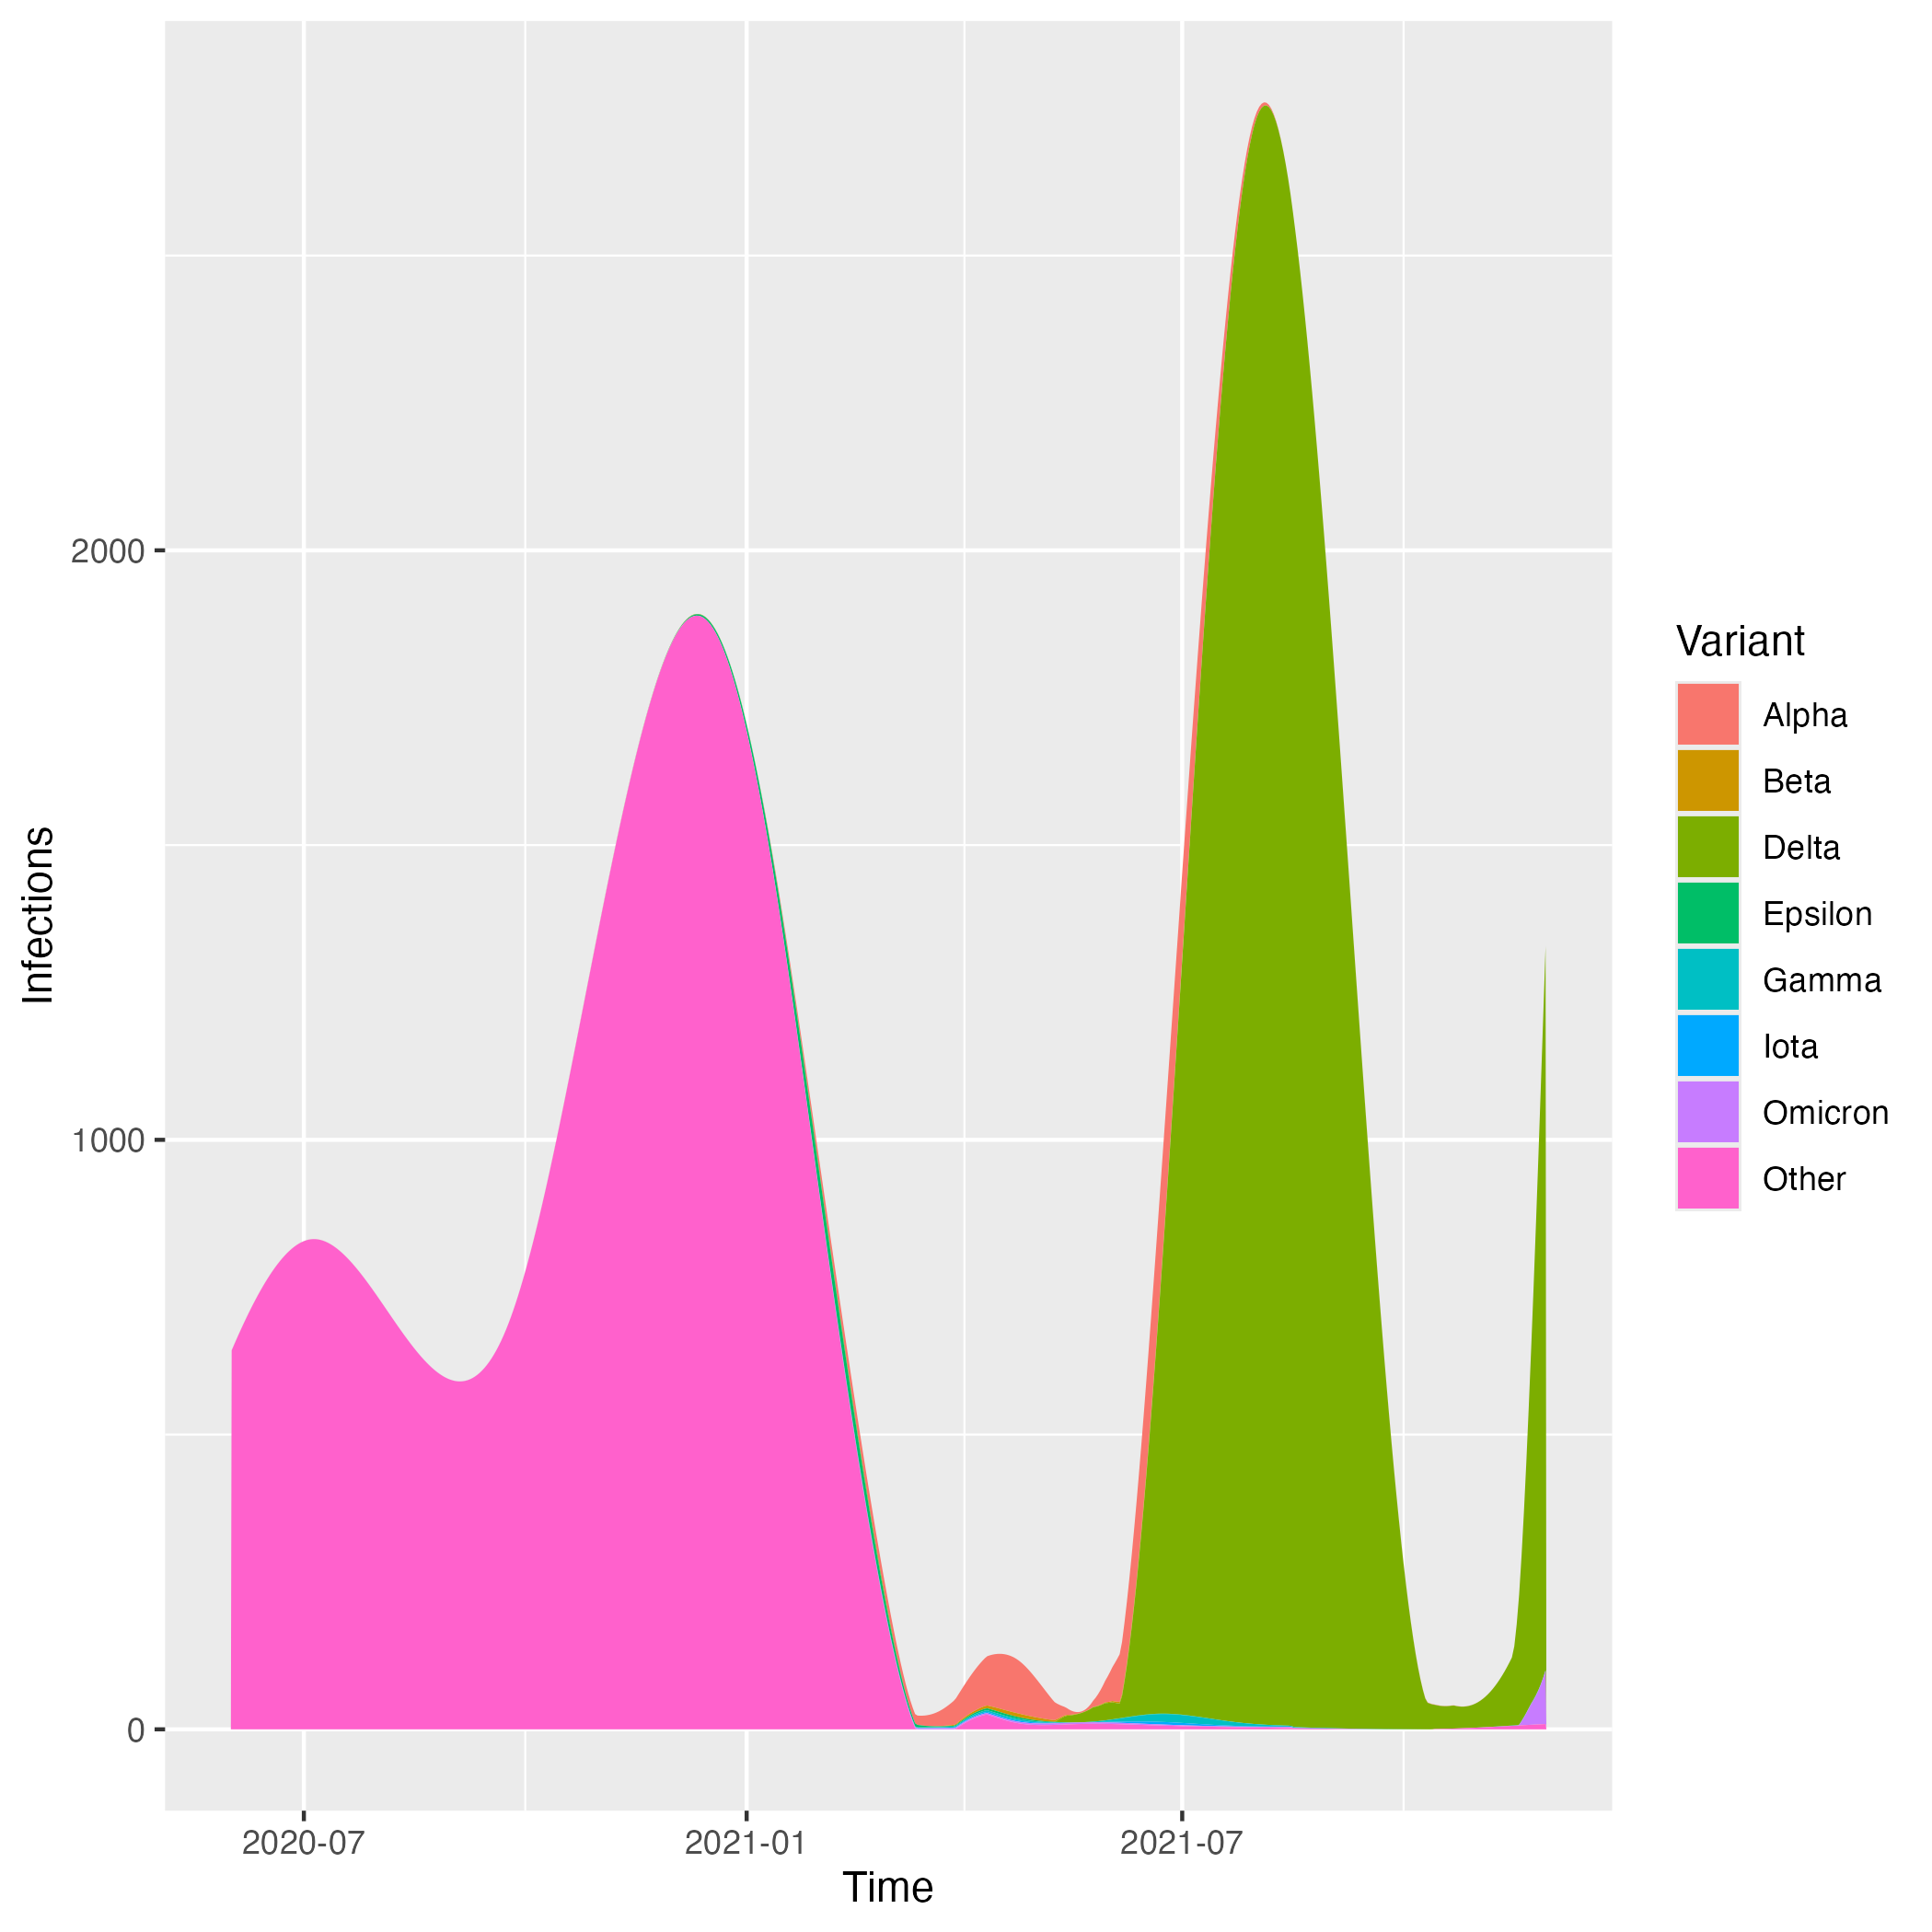 Infections
2000
1000
0
2020-07
2021-01
2021-07
Time
Variant
Alpha
Beta
Delta
Epsilon
Gamma
Iota
Omicron
Other